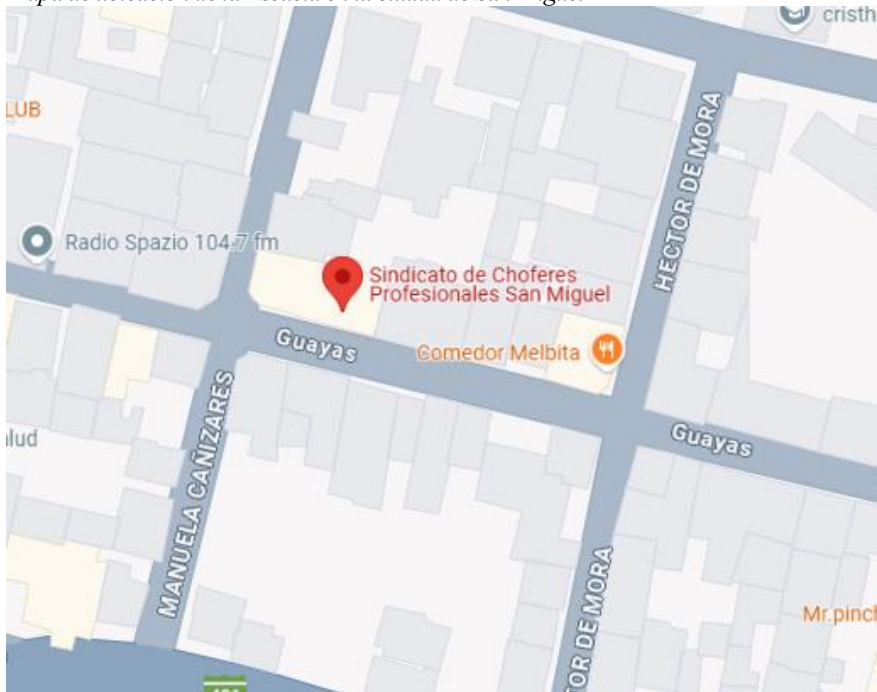 cristh
LUB
HECTOR DE MORA
Radio Spazio 104.7 fm
Sindicato de Choferes
Profesionales San Miguel
Guayas
Comedor Melbita
MANUELA CAÑIZARES
Guayas
lud
TOR DE MORA
Mr.pinch